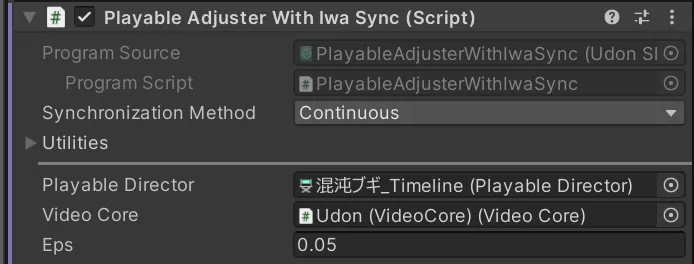 Playable Adjuster With Iwa Sync (Script)
Program Source PlayableAdjusterWithIwaSync (Udon Sl
Program Script PlayableAdjusterWithIwaSync
Synchronization Method Continuous
Utilities
Playable Director 混沌ブギ_Timeline (Playable Director)
Video Core Udon (VideoCore) (Video Core)
Eps 0.05